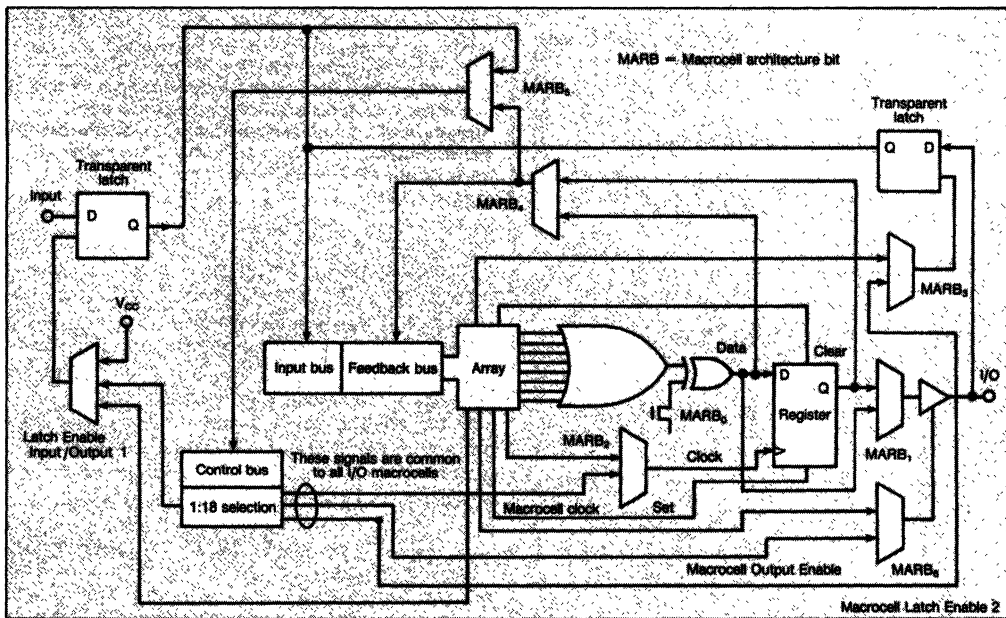 MARB = Macrocell architecture bit
MARB₅
Transparent
latch
Q D
Transparent
latch
Input
D
Q
MARB₄
MARB₃
V_CC
Input bus
Feedback bus
Array
Data
Clear
D
Q
Register
I/O
MARB₀
MARB₁
Latch Enable
Input/Output 1
Control bus
1:18 selection
These signals are common
to all I/O macrocells
MARB₂
Clock
Macrocell clock
Set
Macrocell Output Enable
Macrocell Latch Enable 2